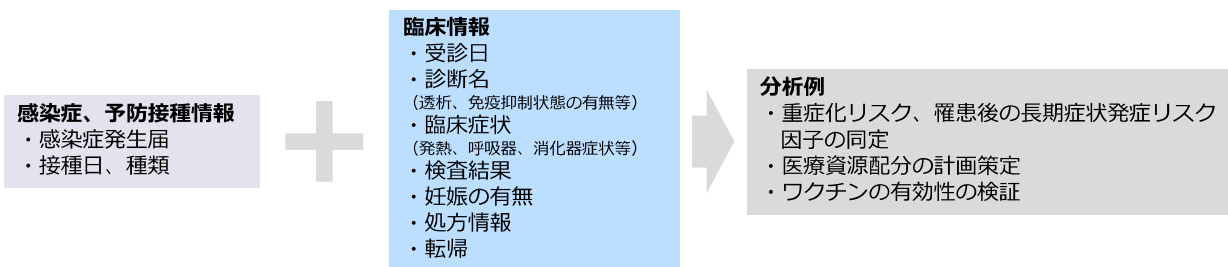 感染症、予防接種情報
・感染症発生届
・接種日、種類
臨床情報
・受診日
・診断名
（透析、免疫抑制状態の有無等）
・臨床症状
（発熱、呼吸器、消化器症状等）
・検査結果
・妊娠の有無
・処方情報
・転帰
分析例
・重症化リスク、罹患後の長期症状発症リスク
因子の同定
・医療資源配分の計画策定
・ワクチンの有効性の検証